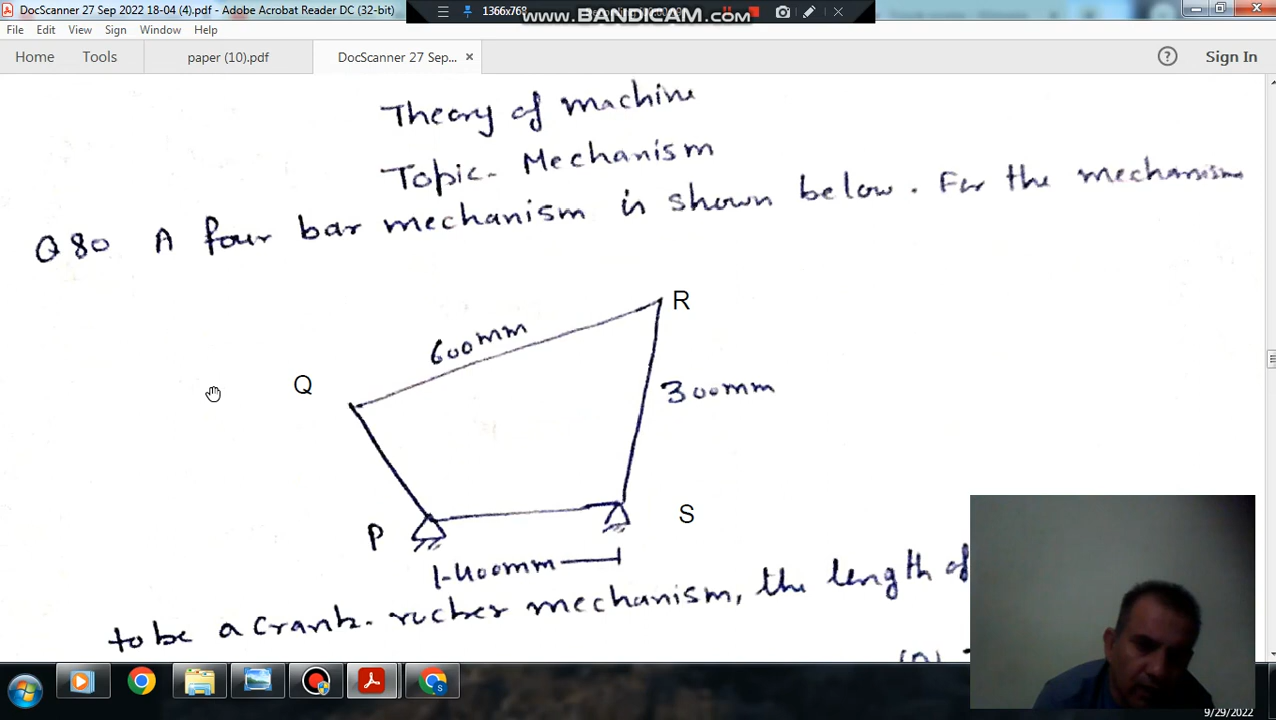 DocScanner 27 Sep 2022 18-04 (4).pdf - Adobe Acrobat Reader DC (32-bit)
1366x768
www.BANDICAM.com
File Edit View Sign Window Help
Home Tools paper (10).pdf DocScanner 27 Sep... × Sign In
Theory of machine
Topic- Mechanism
Q 80 A four bar mechanism is shown below. For the mechanism
R
600mm
Q
300mm
S
P
400mm
to be a crank-rocker mechanism, the length of
9/29/2022